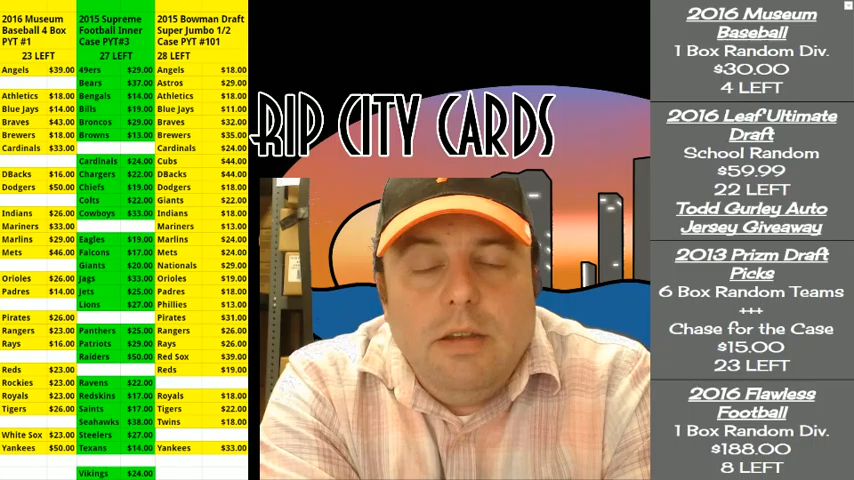 2016 Museum
Baseball 4 Box
PYT #1
23 LEFT
Angels $39.00
Athletics $18.00
Blue Jays $14.00
Braves $43.00
Brewers $18.00
Cardinals $33.00
DBacks $16.00
Dodgers $50.00
Indians $26.00
Mariners $33.00
Marlins $29.00
Mets $46.00
Orioles $26.00
Padres $14.00
Pirates $26.00
Rangers $23.00
Rays $16.00
Reds $23.00
Rockies $23.00
Royals $23.00
Tigers $26.00
White Sox $23.00
Yankees $50.00
2015 Supreme
Football Inner
Case PYT#3
27 LEFT
49ers $29.00
Bears $37.00
Bengals $14.00
Bills $19.00
Broncos $29.00
Browns $13.00
Cardinals $24.00
Chargers $22.00
Chiefs $19.00
Colts $22.00
Cowboys $33.00
Eagles $19.00
Falcons $17.00
Giants $20.00
Jags $33.00
Jets $25.00
Lions $27.00
Panthers $25.00
Patriots $29.00
Raiders $50.00
Ravens $22.00
Redskins $17.00
Saints $17.00
Seahawks $38.00
Steelers $27.00
Texans $14.00
Vikings $24.00
2015 Bowman Draft
Super Jumbo 1/2
Case PYT #101
28 LEFT
Angels $18.00
Astros $29.00
Athletics $18.00
Blue Jays $11.00
Braves $32.00
Brewers $35.00
Cardinals $24.00
Cubs $44.00
DBacks $44.00
Dodgers $18.00
Giants $22.00
Indians $18.00
Mariners $13.00
Marlins $24.00
Mets $24.00
Nationals $29.00
Orioles $19.00
Padres $18.00
Phillies $13.00
Pirates $31.00
Rangers $26.00
Rays $26.00
Red Sox $39.00
Reds $19.00
Royals $18.00
Tigers $22.00
Twins $18.00
Yankees $33.00
RIP CITY CARDS
2016 Museum
Baseball
1 Box Random Div.
$30.00
4 LEFT
2016 Leaf Ultimate
Draft
School Random
$59.99
22 LEFT
Todd Gurley Auto
Jersey Giveaway
2013 Prizm Draft
Picks
6 Box Random Teams
+++
Chase for the Case
$15.00
23 LEFT
2016 Flawless
Football
1 Box Random Div.
$188.00
8 LEFT